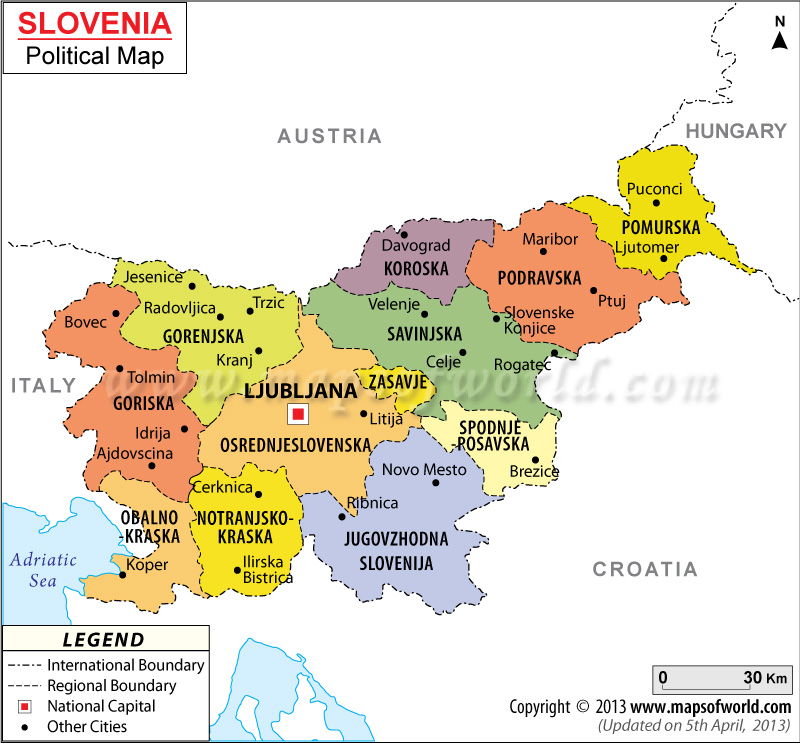 SLOVENIA
Political Map
N
AUSTRIA
HUNGARY
Puconci
POMURSKA
Ljutomer
Davograd
KOROSKA
Maribor
PODRAVSKA
Ptuj
Jesenice
Radovljica
Trzic
GORENJSKA
Kranj
Bovec
Velenje
SAVINJSKA
Slovenske
Konjice
Celje
Rogatec
ITALY
Tolmin
GORISKA
Idrija
Ajdovscina
LJUBLJANA
ZASAVJE
Litija
OSREDNJESLOVENSKA
www.mapsofworld.com
SPODNJE
-POSAVSKA
Brezice
Novo Mesto
Ribnica
JUGOVZHODNA
SLOVENIJA
Cerknica
NOTRANJSKO-
KRASKA
Ilirska
Bistrica
OBALNO
-KRASKA
Koper
Adriatic
Sea
CROATIA
LEGEND
International Boundary
Regional Boundary
National Capital
Other Cities
0 30 Km
Copyright © 2013 www.mapsofworld.com
(Updated on 5th April, 2013)